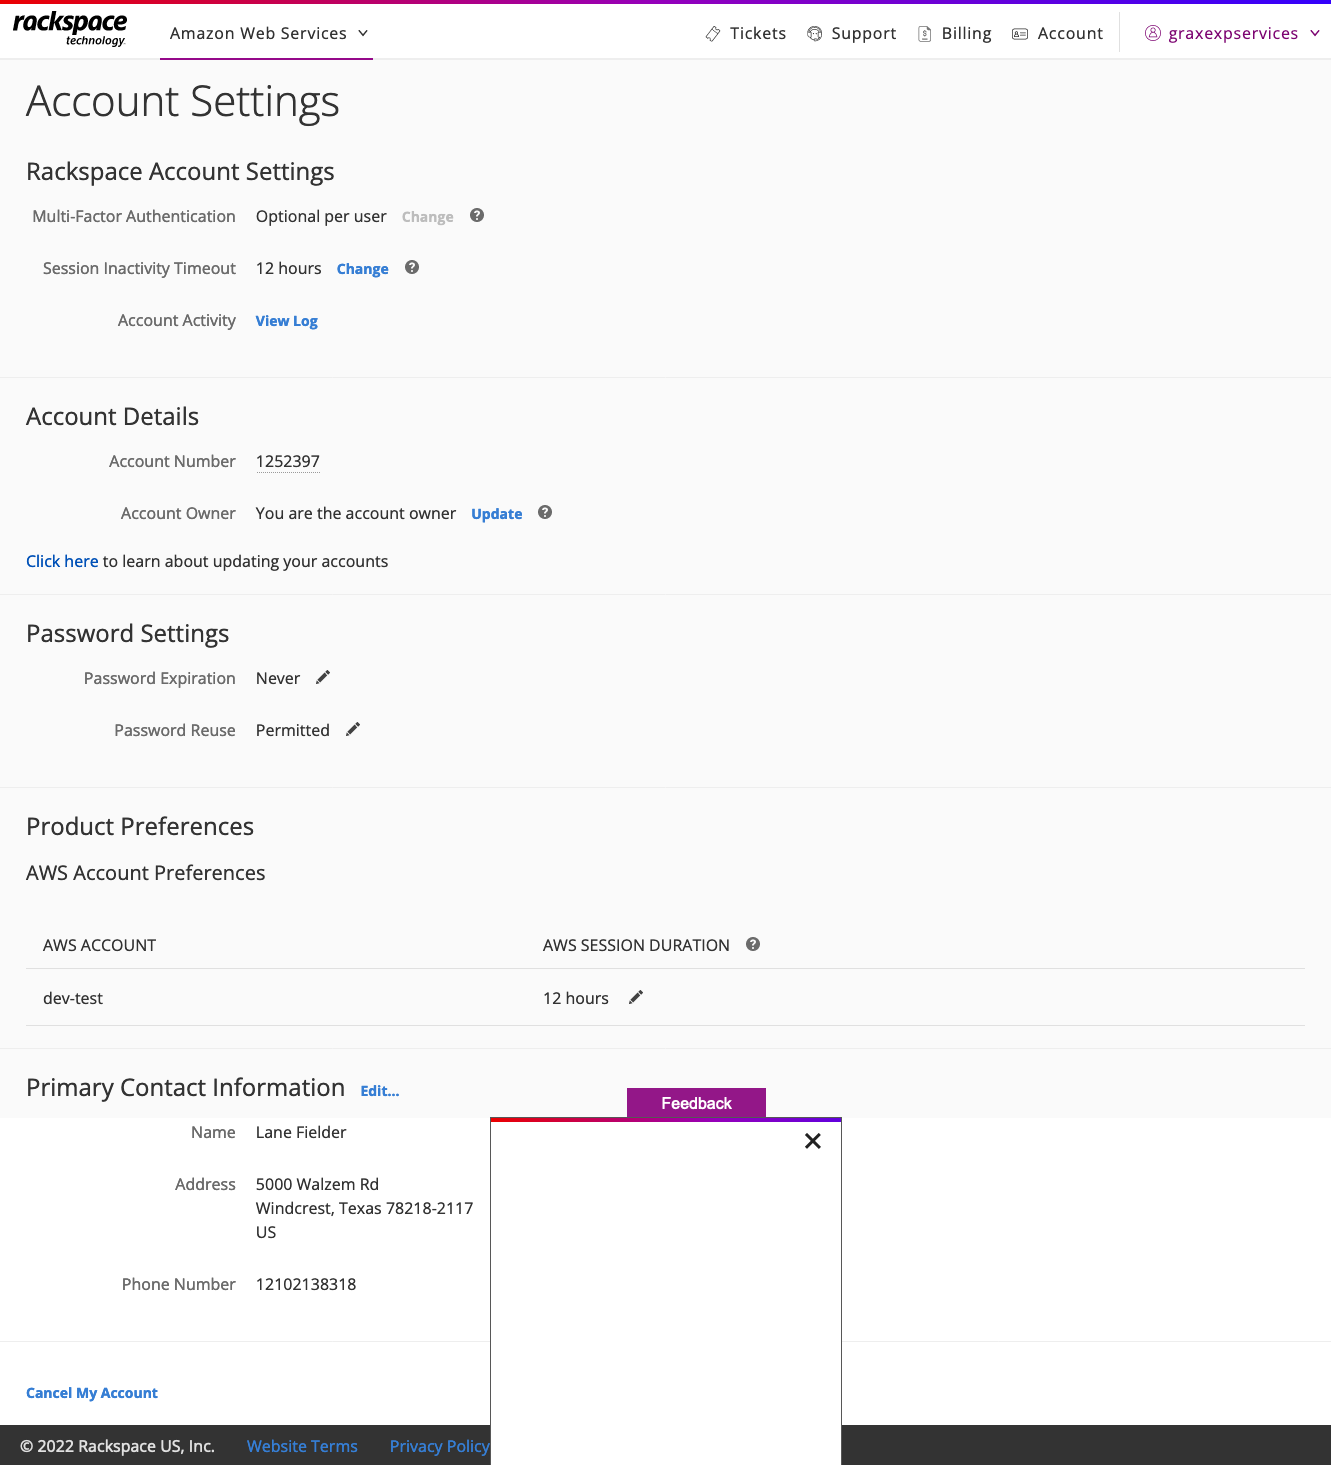 rackspace
technology
Amazon Web Services
Tickets
Support
Billing
Account
graxexpservices
Account Settings
Rackspace Account Settings
Multi-Factor Authentication Optional per user Change
Session Inactivity Timeout 12 hours Change
Account Activity View Log
Account Details
Account Number 1252397
Account Owner You are the account owner Update
Click here to learn about updating your accounts
Password Settings
Password Expiration Never
Password Reuse Permitted
Product Preferences
AWS Account Preferences
AWS ACCOUNT AWS SESSION DURATION
dev-test 12 hours
Primary Contact Information Edit...
Feedback
Name Lane Fielder
Address 5000 Walzem Rd
Windcrest, Texas 78218-2117
US
Phone Number 12102138318
Cancel My Account
© 2022 Rackspace US, Inc. Website Terms Privacy Policy